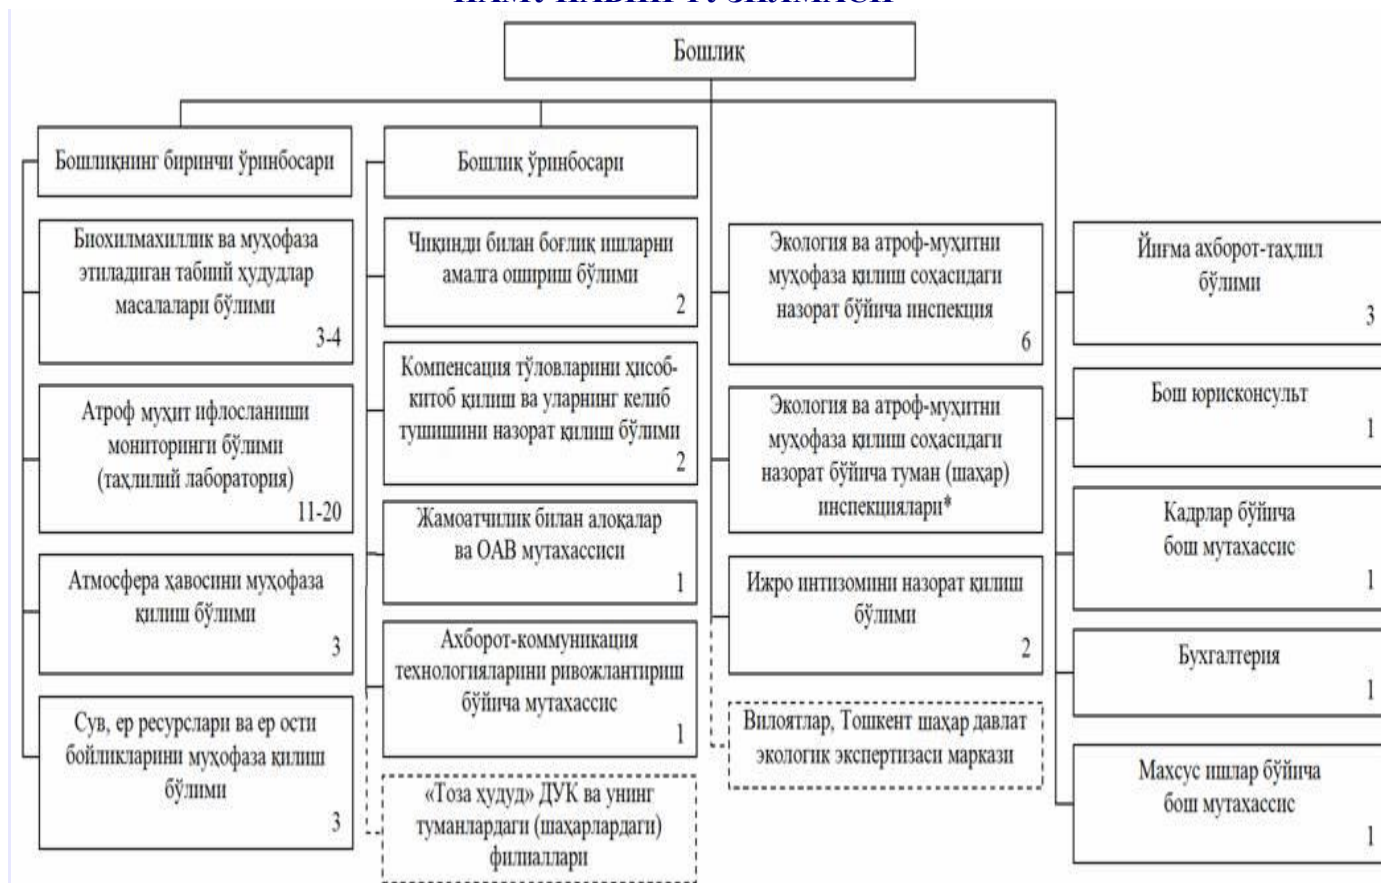 НАМУНАВИЙ ТУЗИЛМАСИ
Бошлиқ
Бошлиқнинг биринчи ўринбосари
Биохилмахиллик ва муҳофаза
этиладиган табиий ҳудудлар
масалалари бўлими
3-4
Атроф муҳит ифлосланиши
мониторинги бўлими
(таҳлилий лаборатория)
11-20
Атмосфера ҳавосини муҳофаза
қилиш бўлими
3
Сув, ер ресурслари ва ер ости
бойликларини муҳофаза қилиш
бўлими
3
Бошлиқ ўринбосари
Чиқинди билан боғлиқ ишларни
амалга ошириш бўлими
2
Компенсация тўловларини ҳисоб-
китоб қилиш ва уларнинг келиб
тушишини назорат қилиш бўлими
2
Жамоатчилик билан алоқалар
ва ОАВ мутахассиси
1
Ахборот-коммуникация
технологияларини ривожлантириш
бўйича мутахассис
1
«Тоза ҳудуд» ДУК ва унинг
туманлардаги (шаҳарлардаги)
филиаллари
Экология ва атроф-муҳитни
муҳофаза қилиш соҳасидаги
назорат бўйича инспекция
6
Экология ва атроф-муҳитни
муҳофаза қилиш соҳасидаги
назорат бўйича туман (шаҳар)
инспекциялари*
Ижро интизомини назорат қилиш
бўлими
2
Вилоятлар, Тошкент шаҳар давлат
экологик экспертизаси маркази
Йиғма ахборот-таҳлил
бўлими
3
Бош юрисконсульт
1
Кадрлар бўйича
бош мутахассис
1
Бухгалтерия
1
Махсус ишлар бўйича
бош мутахассис
1